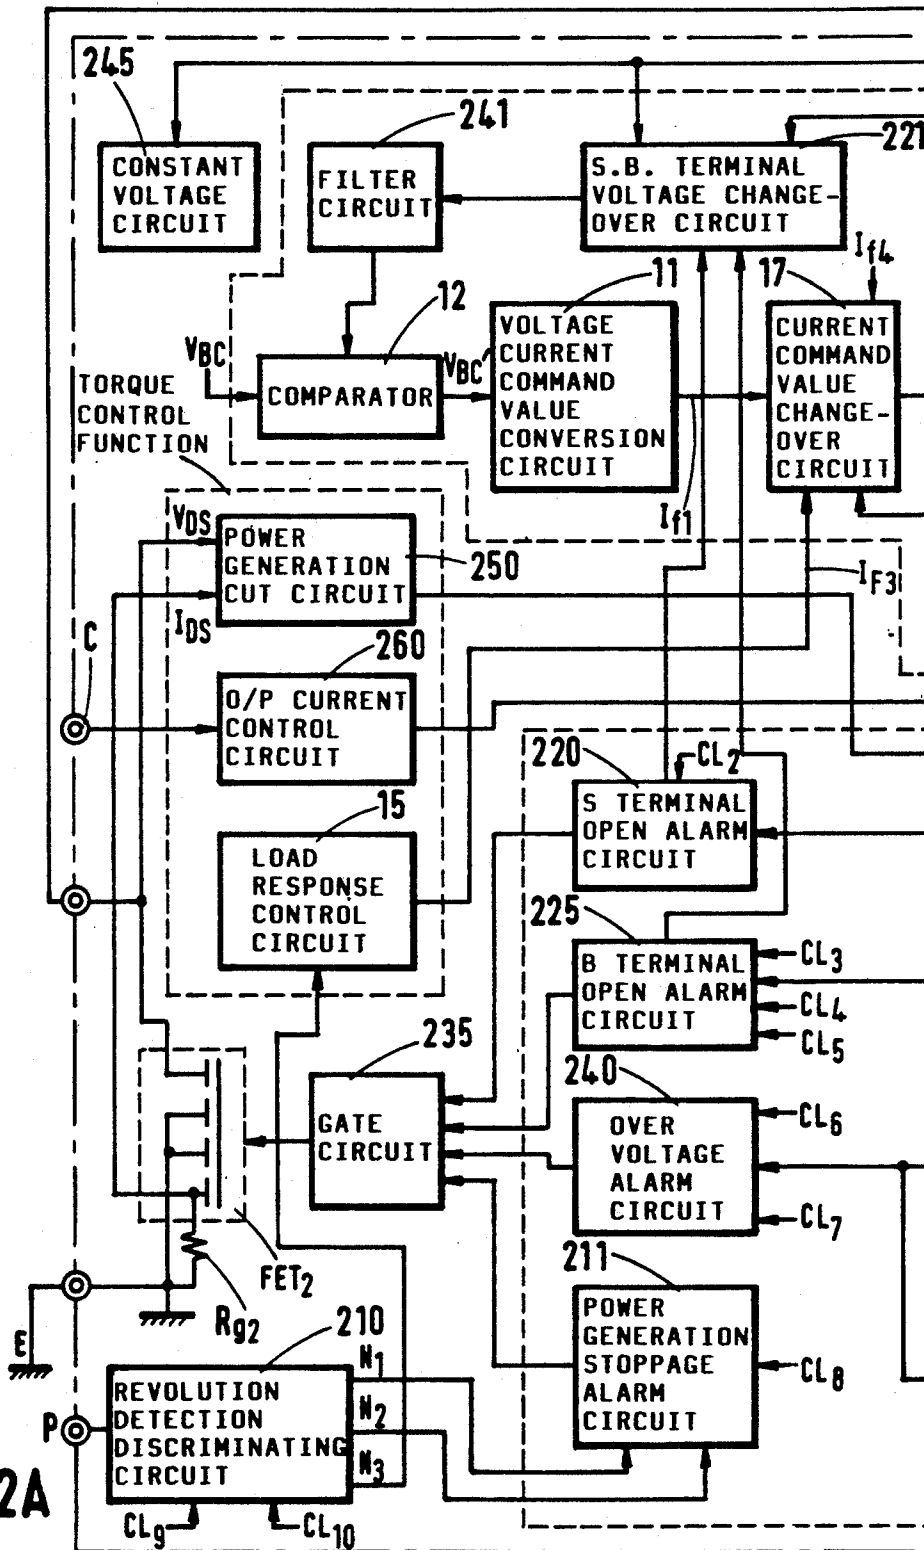 245
241
221
CONSTANT
VOLTAGE
CIRCUIT
FILTER
CIRCUIT
S.B. TERMINAL
VOLTAGE CHANGE-
OVER CIRCUIT
If4
12
11
17
VBC
COMPARATOR
VBC'
VOLTAGE
CURRENT
COMMAND
VALUE
CONVERSION
CIRCUIT
CURRENT
COMMAND
VALUE
CHANGE-
OVER
CIRCUIT
TORQUE
CONTROL
FUNCTION
If1
VDS
IDS
POWER
GENERATION
CUT CIRCUIT
250
IF3
C
260
O/P CURRENT
CONTROL
CIRCUIT
220
CL2
S TERMINAL
OPEN ALARM
CIRCUIT
15
LOAD
RESPONSE
CONTROL
CIRCUIT
225
B TERMINAL
OPEN ALARM
CIRCUIT
CL3
CL4
CL5
235
GATE
CIRCUIT
240
OVER
VOLTAGE
ALARM
CIRCUIT
CL6
CL7
FET2
Rg2
E
211
POWER
GENERATION
STOPPAGE
ALARM
CIRCUIT
CL8
210
P
REVOLUTION
DETECTION
DISCRIMINATING
CIRCUIT
N1
N2
N3
CL9
CL10
2A